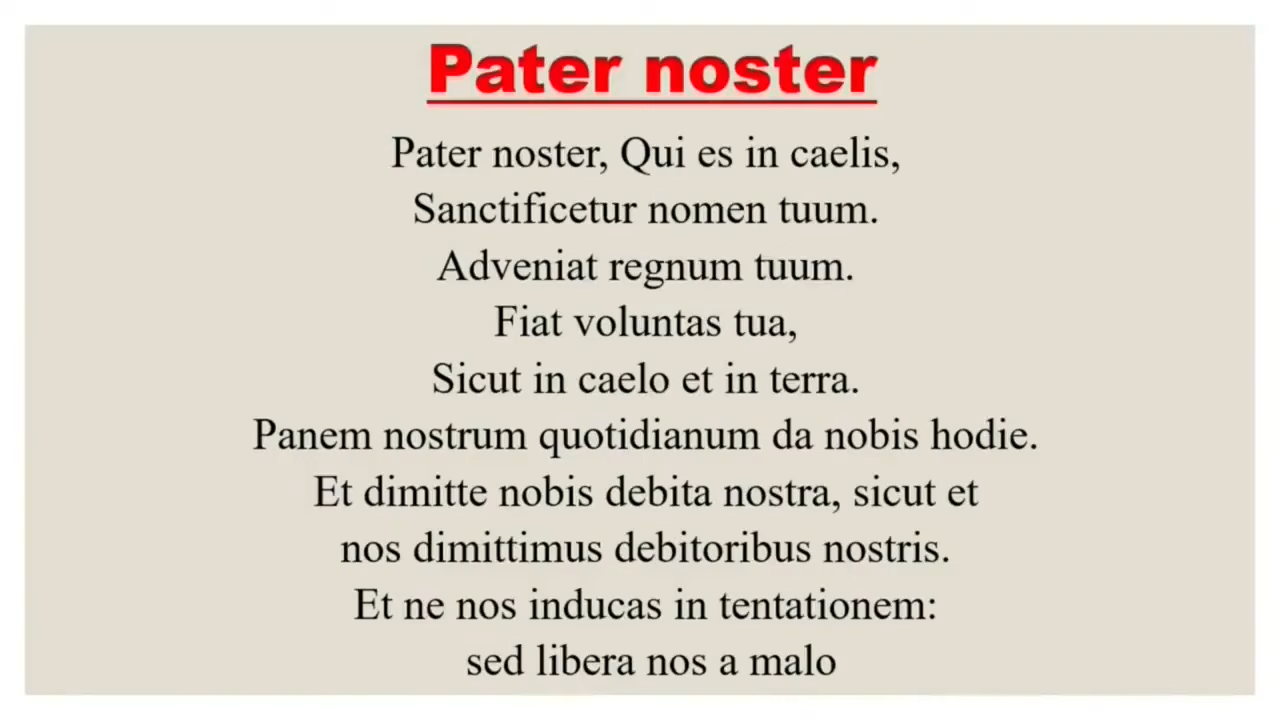 Pater noster
Pater noster, Qui es in caelis,
Sanctificetur nomen tuum.
Adveniat regnum tuum.
Fiat voluntas tua,
Sicut in caelo et in terra.
Panem nostrum quotidianum da nobis hodie.
Et dimitte nobis debita nostra, sicut et
nos dimittimus debitoribus nostris.
Et ne nos inducas in tentationem:
sed libera nos a malo